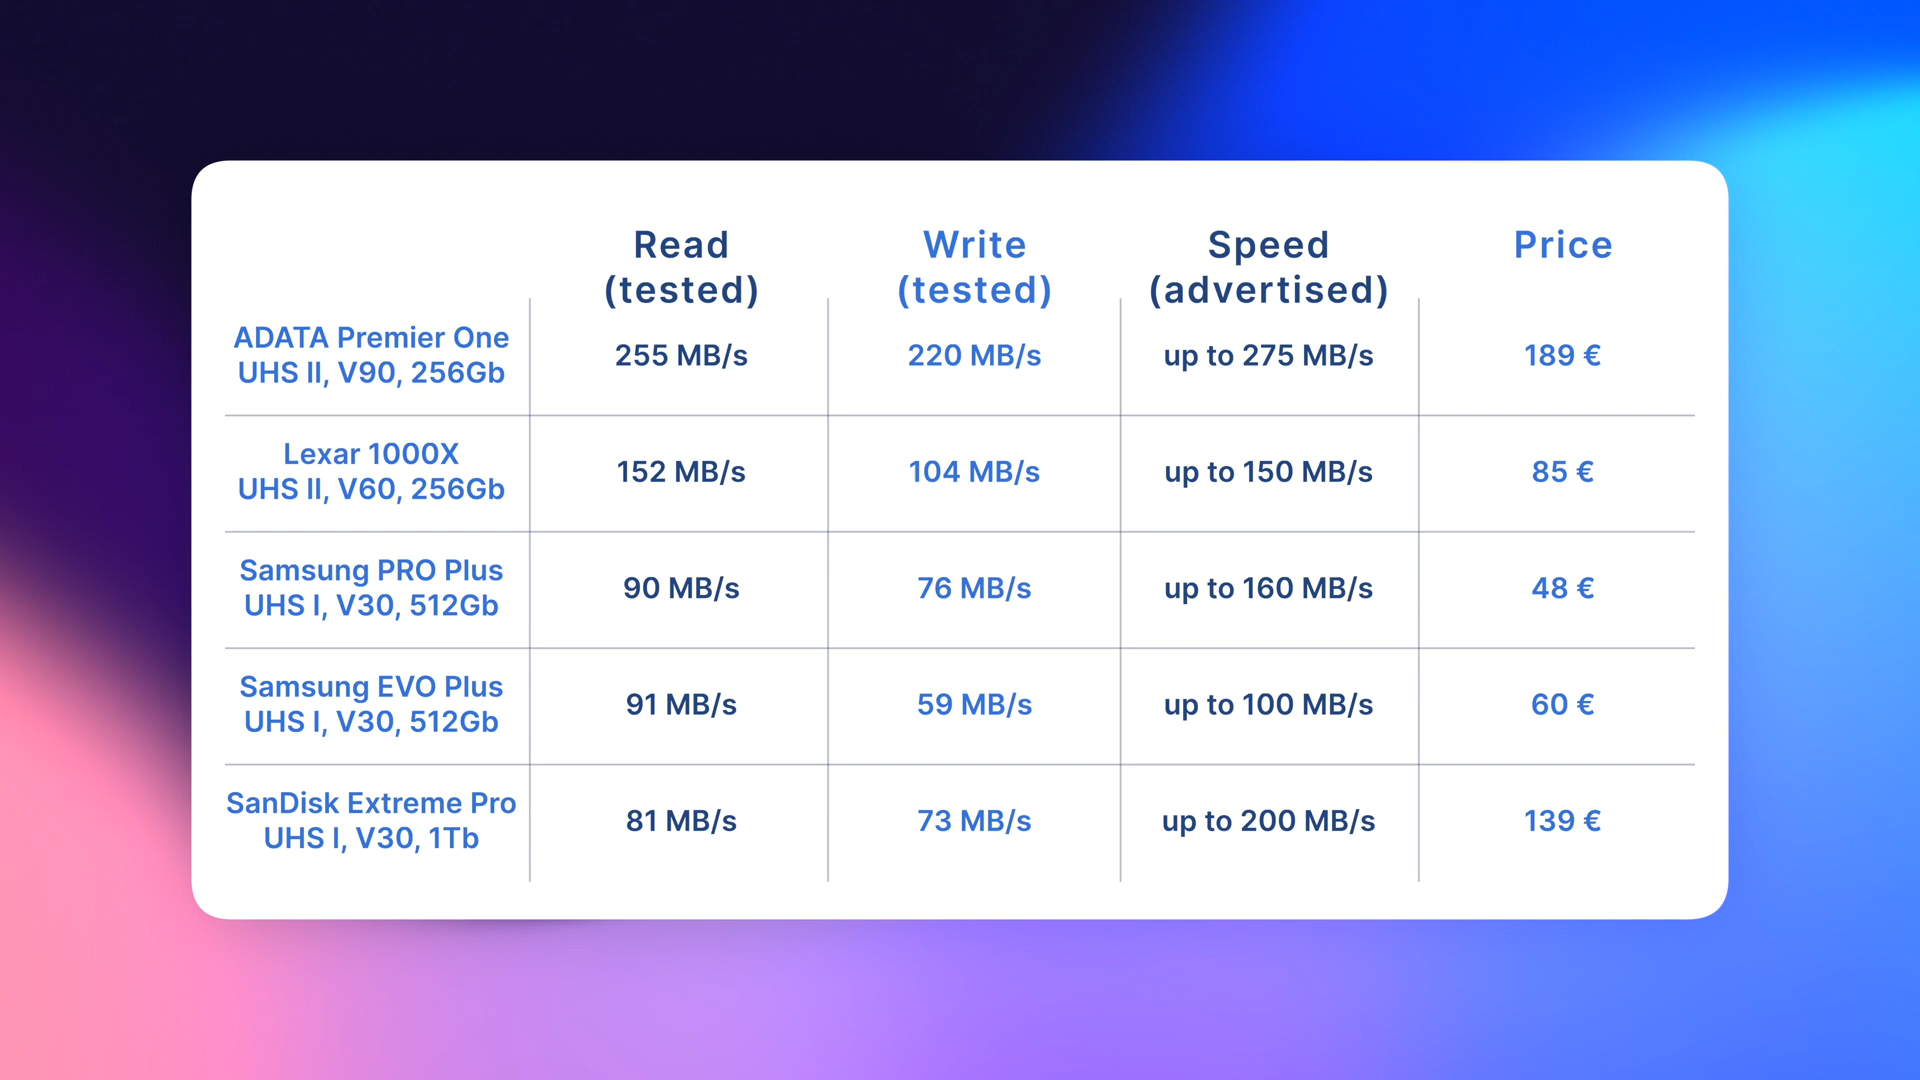 Read
(tested)
Write
(tested)
Speed
(advertised)
Price
ADATA Premier One
UHS II, V90, 256Gb
255 MB/s
220 MB/s
up to 275 MB/s
189 €
Lexar 1000X
UHS II, V60, 256Gb
152 MB/s
104 MB/s
up to 150 MB/s
85 €
Samsung PRO Plus
UHS I, V30, 512Gb
90 MB/s
76 MB/s
up to 160 MB/s
48 €
Samsung EVO Plus
UHS I, V30, 512Gb
91 MB/s
59 MB/s
up to 100 MB/s
60 €
SanDisk Extreme Pro
UHS I, V30, 1Tb
81 MB/s
73 MB/s
up to 200 MB/s
139 €